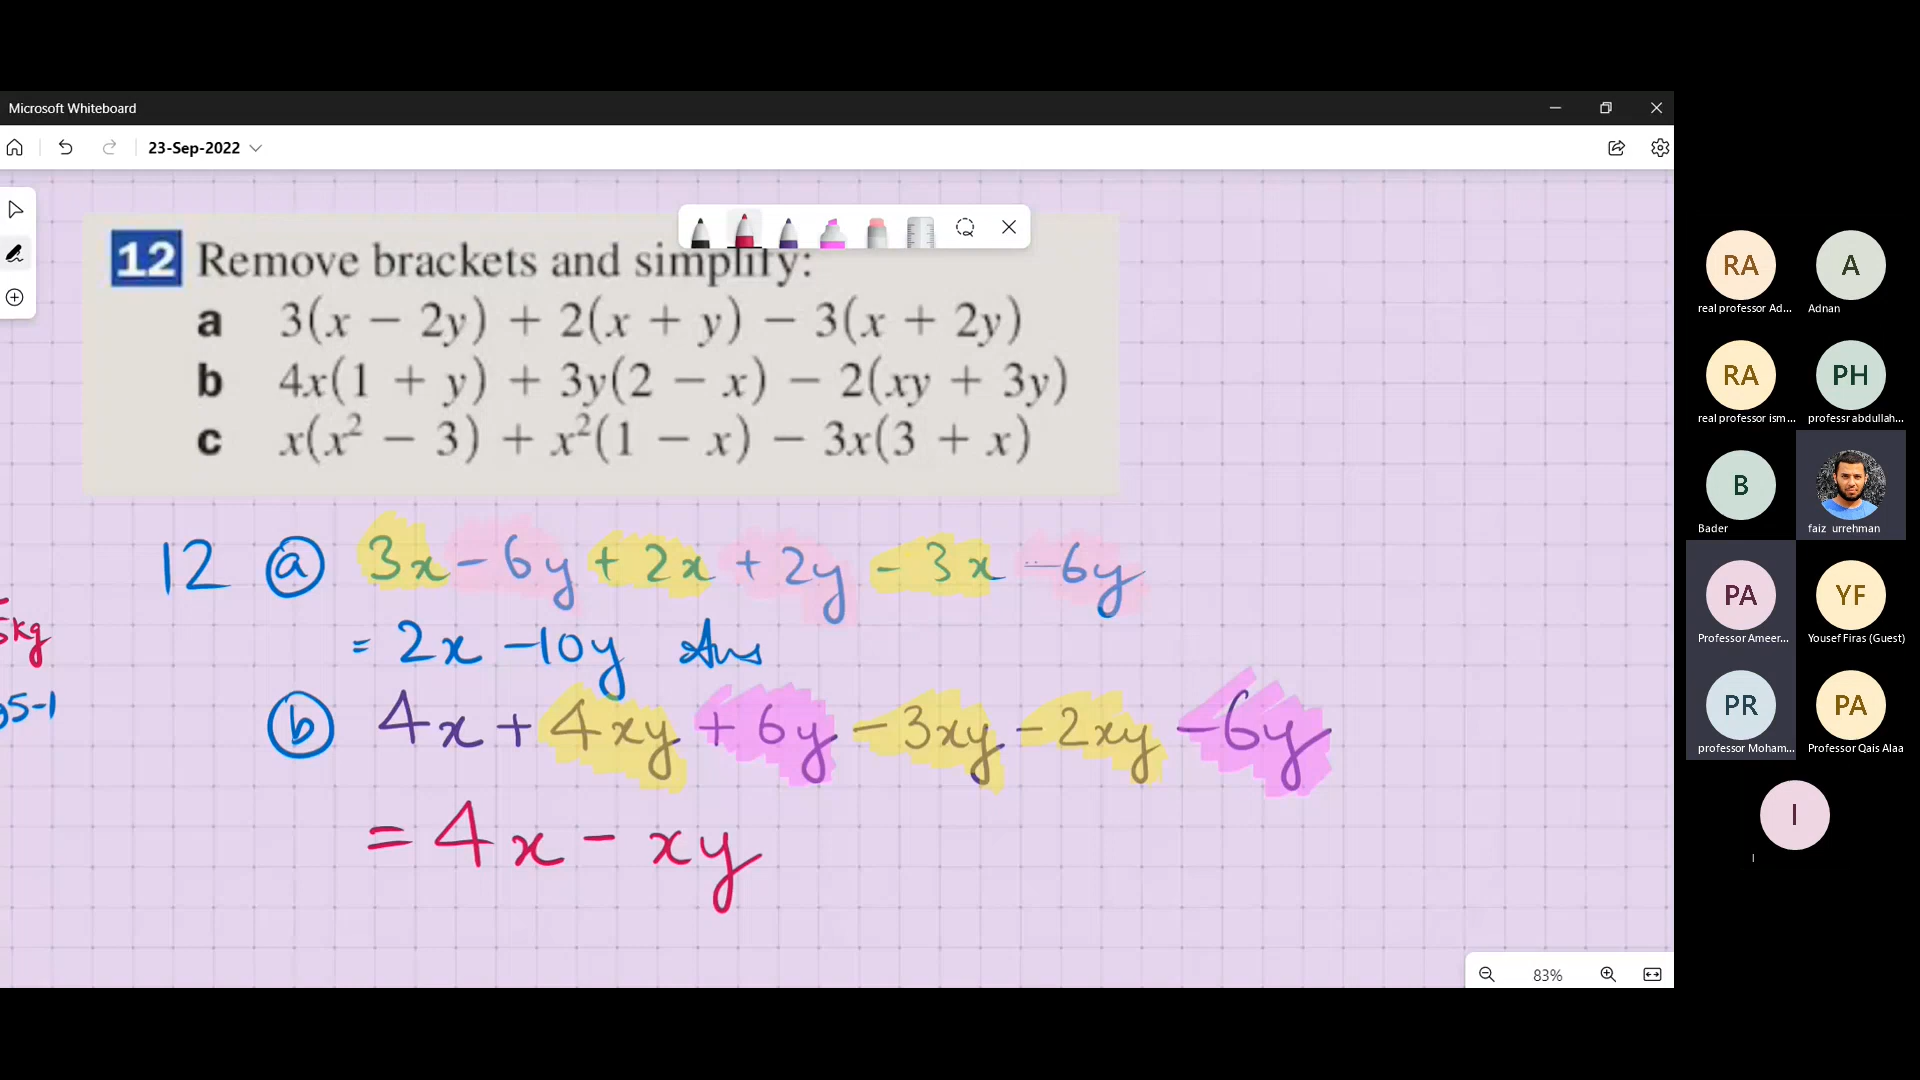 Microsoft Whiteboard
23-Sep-2022
12 Remove brackets and simplify:
a 3(x − 2y) + 2(x + y) − 3(x + 2y)
b 4x(1 + y) + 3y(2 − x) − 2(xy + 3y)
c x(x² − 3) + x²(1 − x) − 3x(3 + x)
12 (a) 3x − 6y + 2x + 2y − 3x − 6y
= 2x − 10y Ans
(b) 4x + 4xy + 6y − 3xy − 2xy − 6y
= 4x − xy
5kg
5-1
83%
RA
real professor Ad...
A
Adnan
RA
real professor ism...
PH
professr abdullah...
B
Bader
faiz urrehman
PA
Professor Ameer...
YF
Yousef Firas (Guest)
PR
professor Moham...
PA
Professor Qais Alaa
I
l